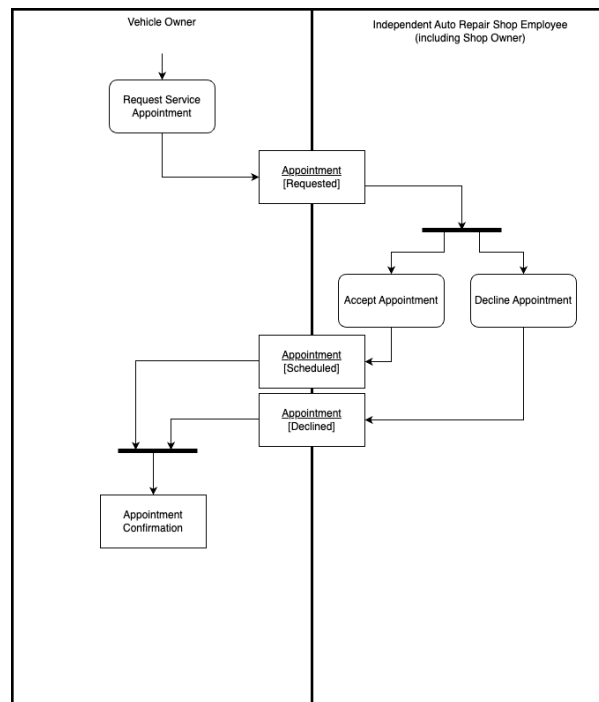 Vehicle Owner
Independent Auto Repair Shop Employee
(including Shop Owner)
Request Service
Appointment
Appointment
[Requested]
Accept Appointment
Decline Appointment
Appointment
[Scheduled]
Appointment
[Declined]
Appointment
Confirmation